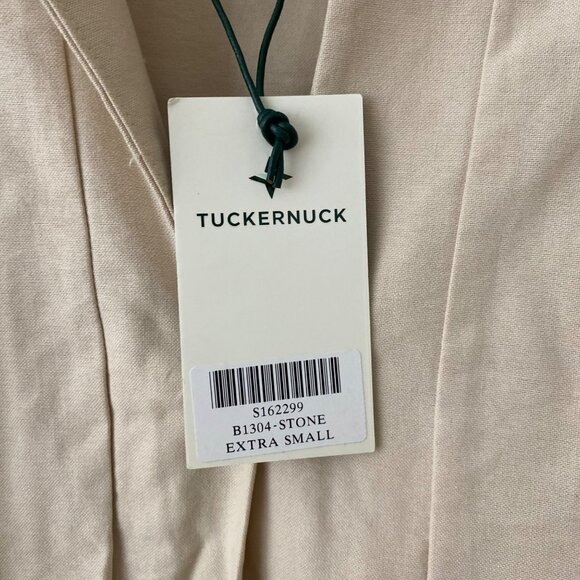 TUCKERNUCK
S162299
B1304-STONE
EXTRA SMALL